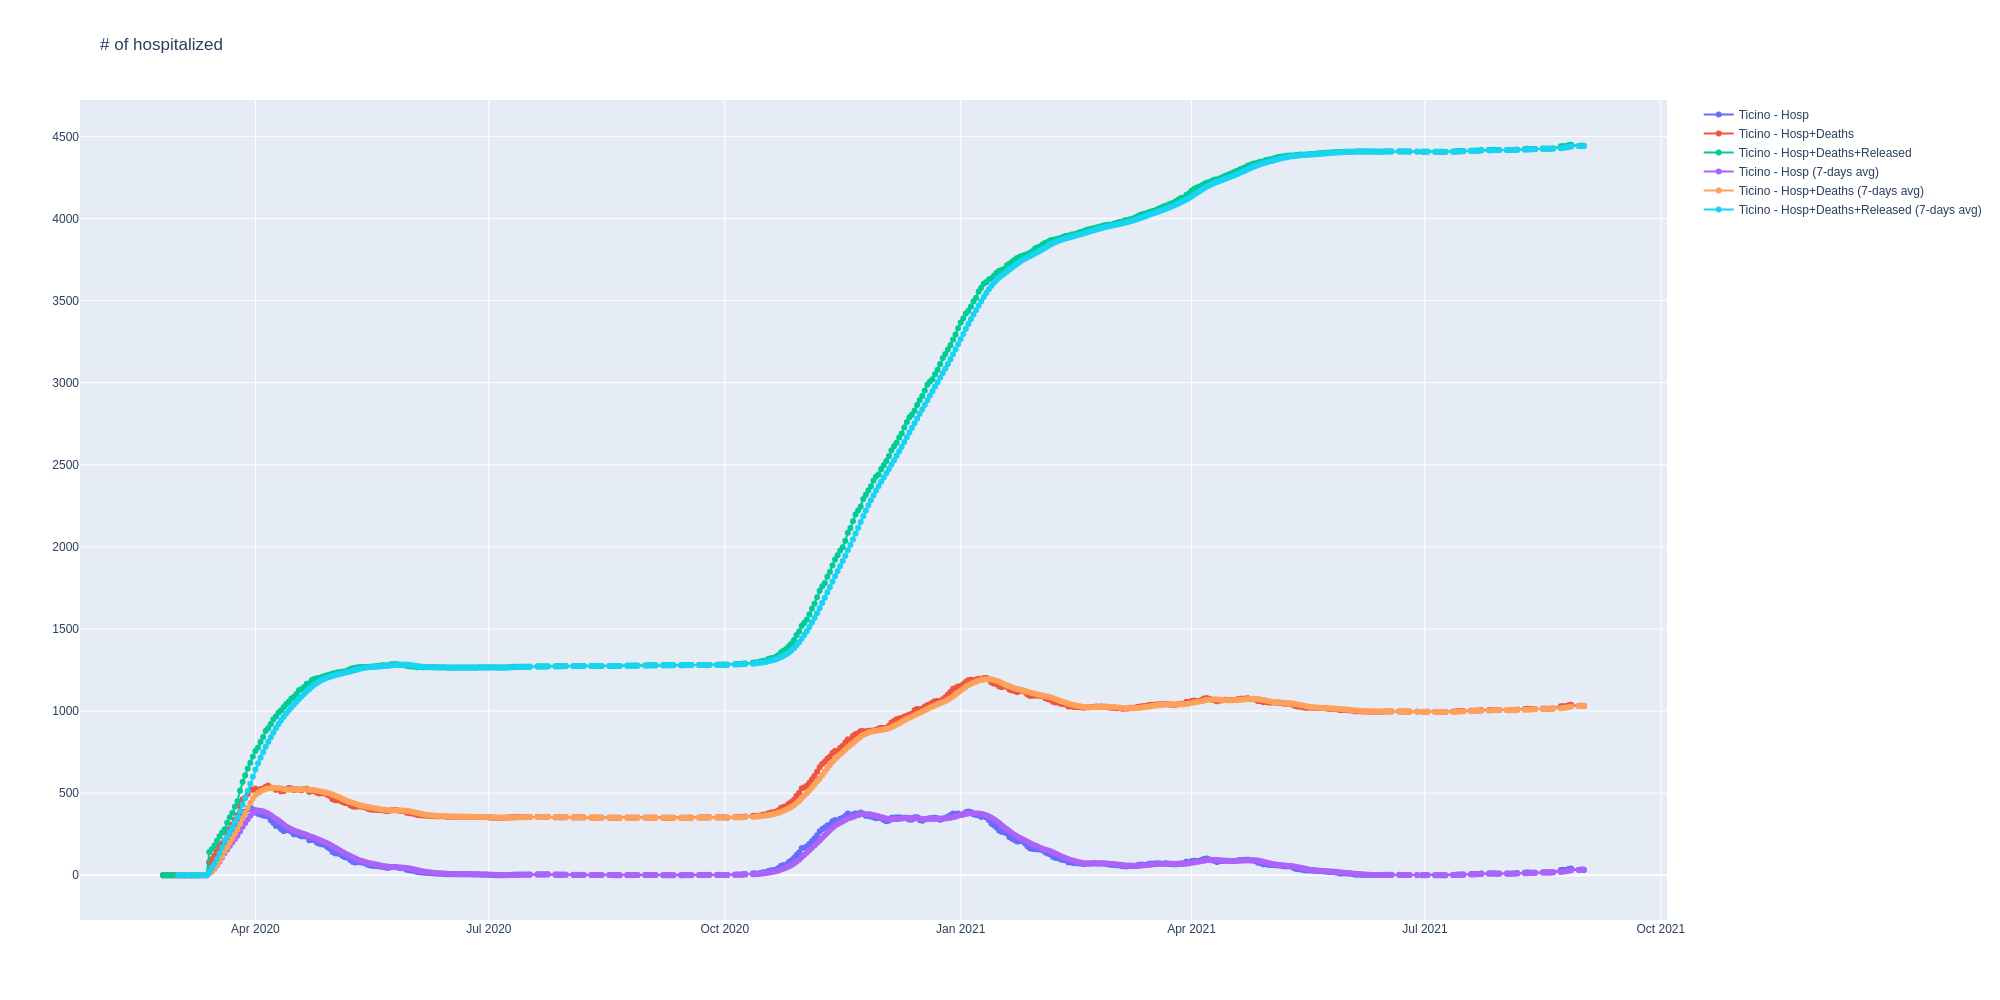 # of hospitalized
4500
4000
3500
3000
2500
2000
1500
1000
500
0
Apr 2020
Jul 2020
Oct 2020
Jan 2021
Apr 2021
Jul 2021
Oct 2021
Ticino - Hosp
Ticino - Hosp+Deaths
Ticino - Hosp+Deaths+Released
Ticino - Hosp (7-days avg)
Ticino - Hosp+Deaths (7-days avg)
Ticino - Hosp+Deaths+Released (7-days avg)